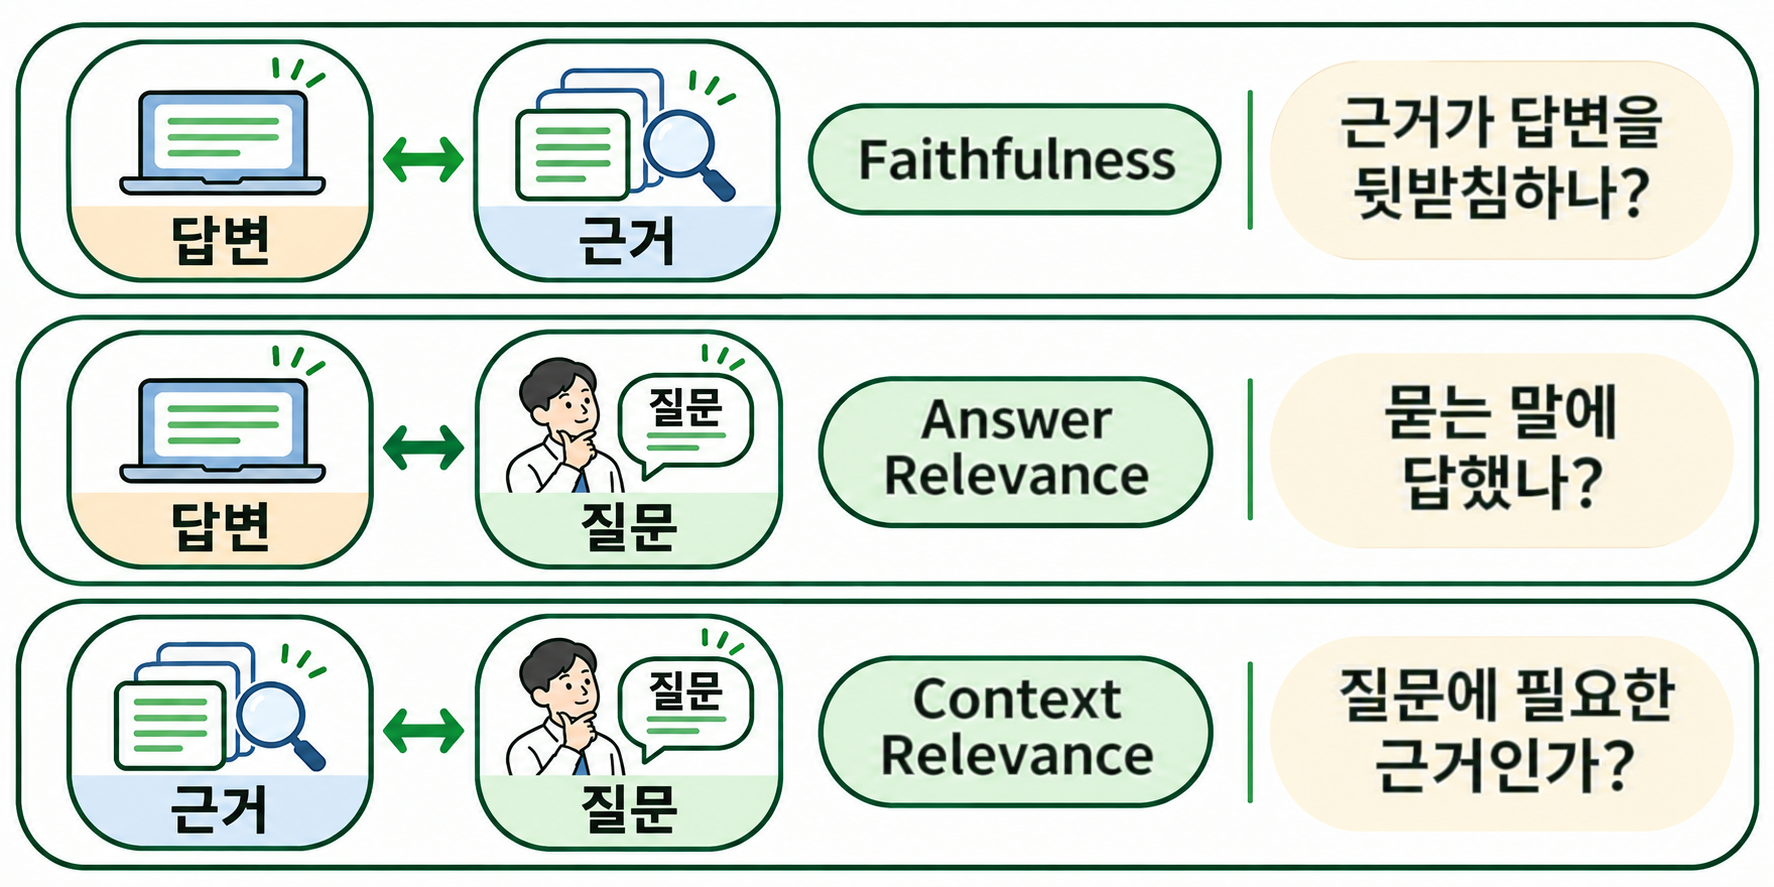 답변
근거
Faithfulness
근거가 답변을
뒷받침하나?
답변
질문
질문
Answer
Relevance
묻는 말에
답했나?
근거
질문
질문
Context
Relevance
질문에 필요한
근거인가?